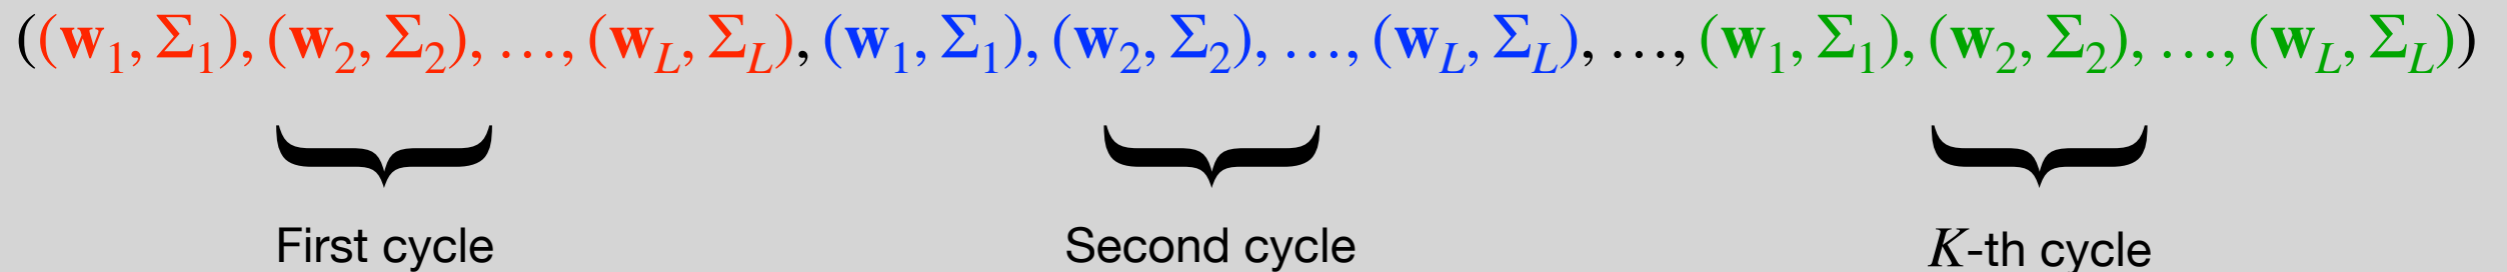 ((w₁, Σ₁), (w₂, Σ₂), …, (w_L, Σ_L), (w₁, Σ₁), (w₂, Σ₂), …, (w_L, Σ_L), …, (w₁, Σ₁), (w₂, Σ₂), …, (w_L, Σ_L))
First cycle Second cycle K-th cycle